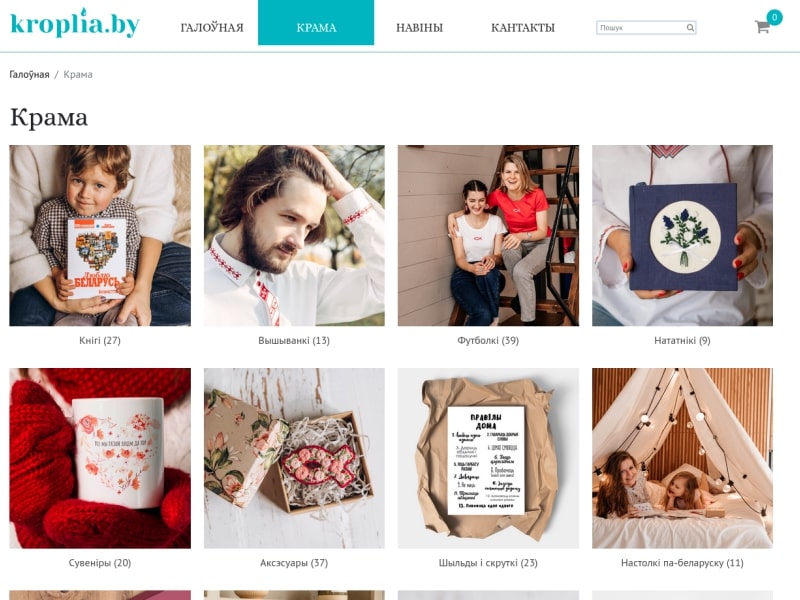 kroplia.by
ГАЛОЎНАЯ
КРАМА
НАВІНЫ
КАНТАКТЫ
Пошук
0
Галоўная / Крама
Крама
Люблю
БЕЛАРУСЬ
Кнігі (27)
Вышыванкі (13)
Футболкі (39)
Нататнікі (9)
ПРАВІЛЫ
ДОМА
Сувеніры (20)
Аксэсуары (37)
Шыльды і скруткі (23)
Настолкі па-беларуску (11)